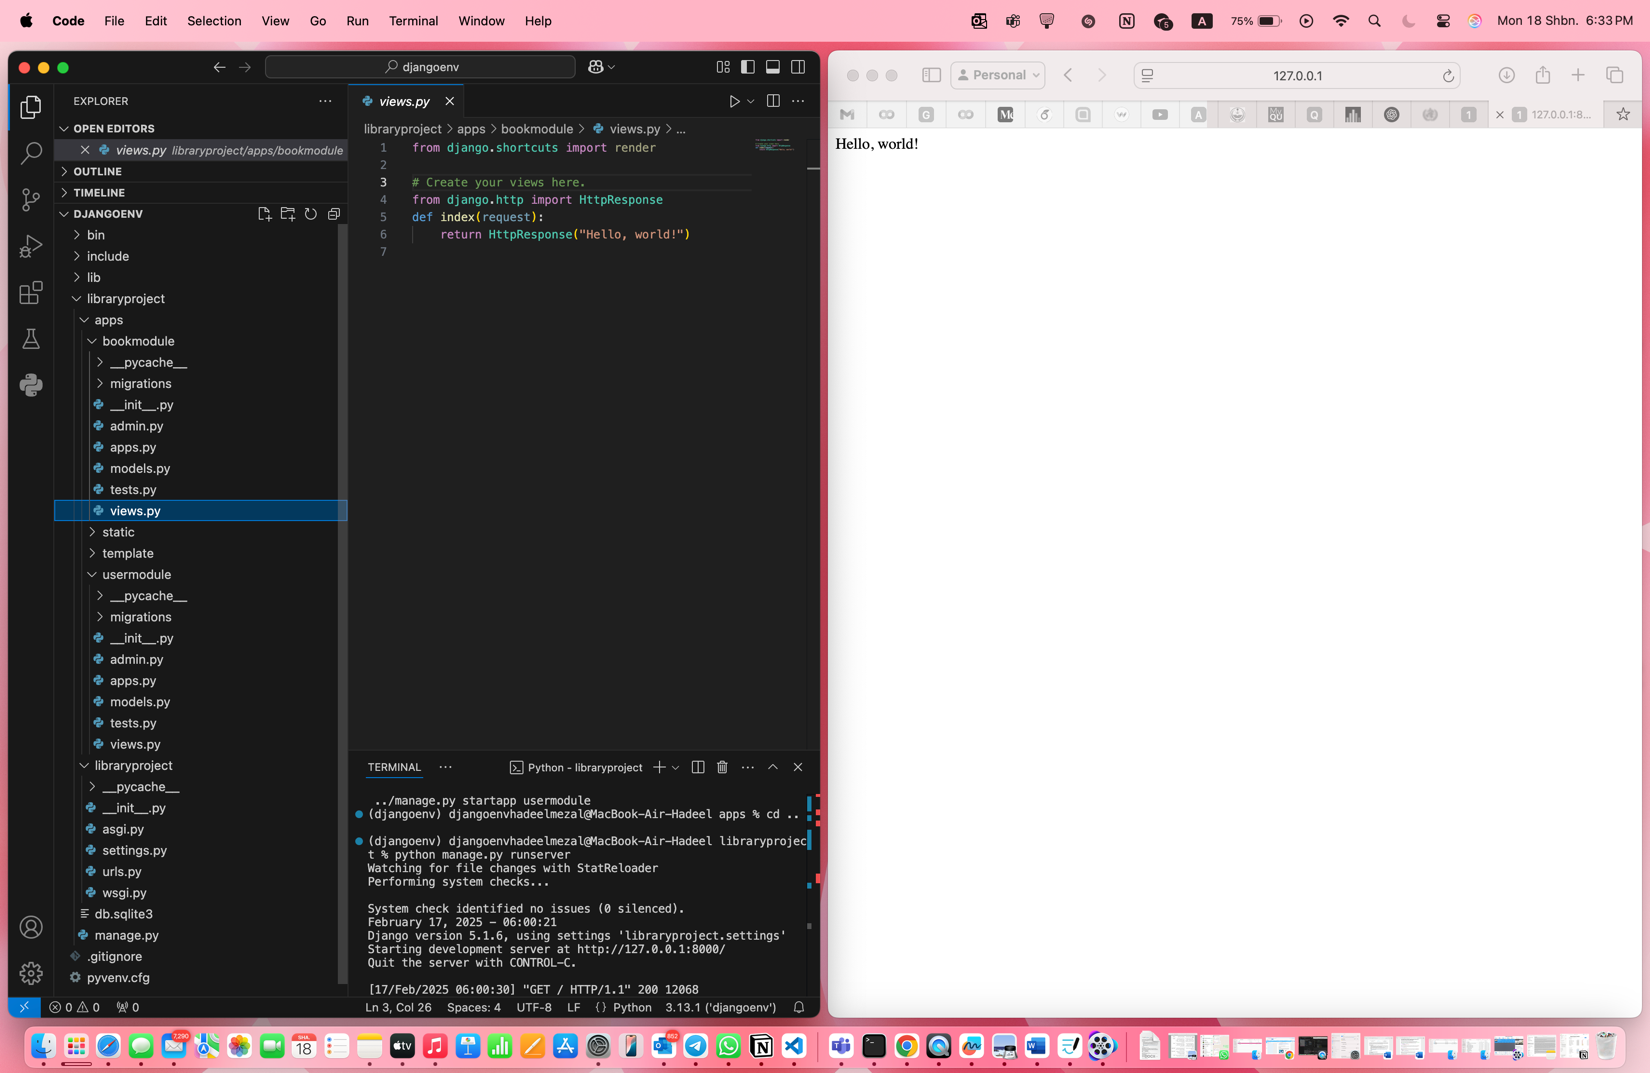 Code File Edit Selection View Go Run Terminal Window Help
75% Mon 18 Shbn. 6:33 PM
djangoenv
EXPLORER
OPEN EDITORS
views.py libraryproject/apps/bookmodule
OUTLINE
TIMELINE
DJANGOENV
bin
include
lib
libraryproject
apps
bookmodule
__pycache__
migrations
__init__.py
admin.py
apps.py
models.py
tests.py
views.py
static
template
usermodule
__pycache__
migrations
__init__.py
admin.py
apps.py
models.py
tests.py
views.py
libraryproject
__pycache__
__init__.py
asgi.py
settings.py
urls.py
wsgi.py
db.sqlite3
manage.py
.gitignore
pyvenv.cfg
views.py
libraryproject > apps > bookmodule > views.py > ...
1 from django.shortcuts import render
2
3 # Create your views here.
4 from django.http import HttpResponse
5 def index(request):
6 return HttpResponse("Hello, world!")
7
TERMINAL Python - libraryproject
../manage.py startapp usermodule
(djangoenv) djangoenvhadeelmezal@MacBook-Air-Hadeel apps % cd ..
(djangoenv) djangoenvhadeelmezal@MacBook-Air-Hadeel libraryprojec
t % python manage.py runserver
Watching for file changes with StatReloader
Performing system checks...
System check identified no issues (0 silenced).
February 17, 2025 - 06:00:21
Django version 5.1.6, using settings 'libraryproject.settings'
Starting development server at http://127.0.0.1:8000/
Quit the server with CONTROL-C.
[17/Feb/2025 06:00:30] "GET / HTTP/1.1" 200 12068
0 0 0 Ln 3, Col 26 Spaces: 4 UTF-8 LF {} Python 3.13.1 ('djangoenv')
Personal 127.0.0.1
127.0.0.1:8...
Hello, world!